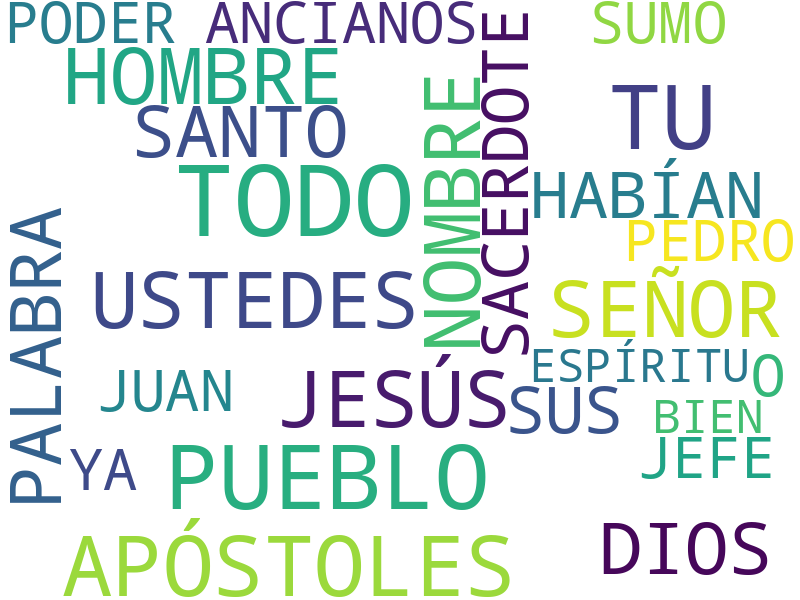 PODER ANCIANOS SUMO
HOMBRE
SANTO
TU
TODO
NOMBRE
SACERDOTE
HABÍAN
PEDRO
PALABRA
USTEDES
SEÑOR
JUAN
JESÚS
ESPÍRITU
O
SUS
BIEN
YA
PUEBLO
JEFE
APÓSTOLES
DIOS